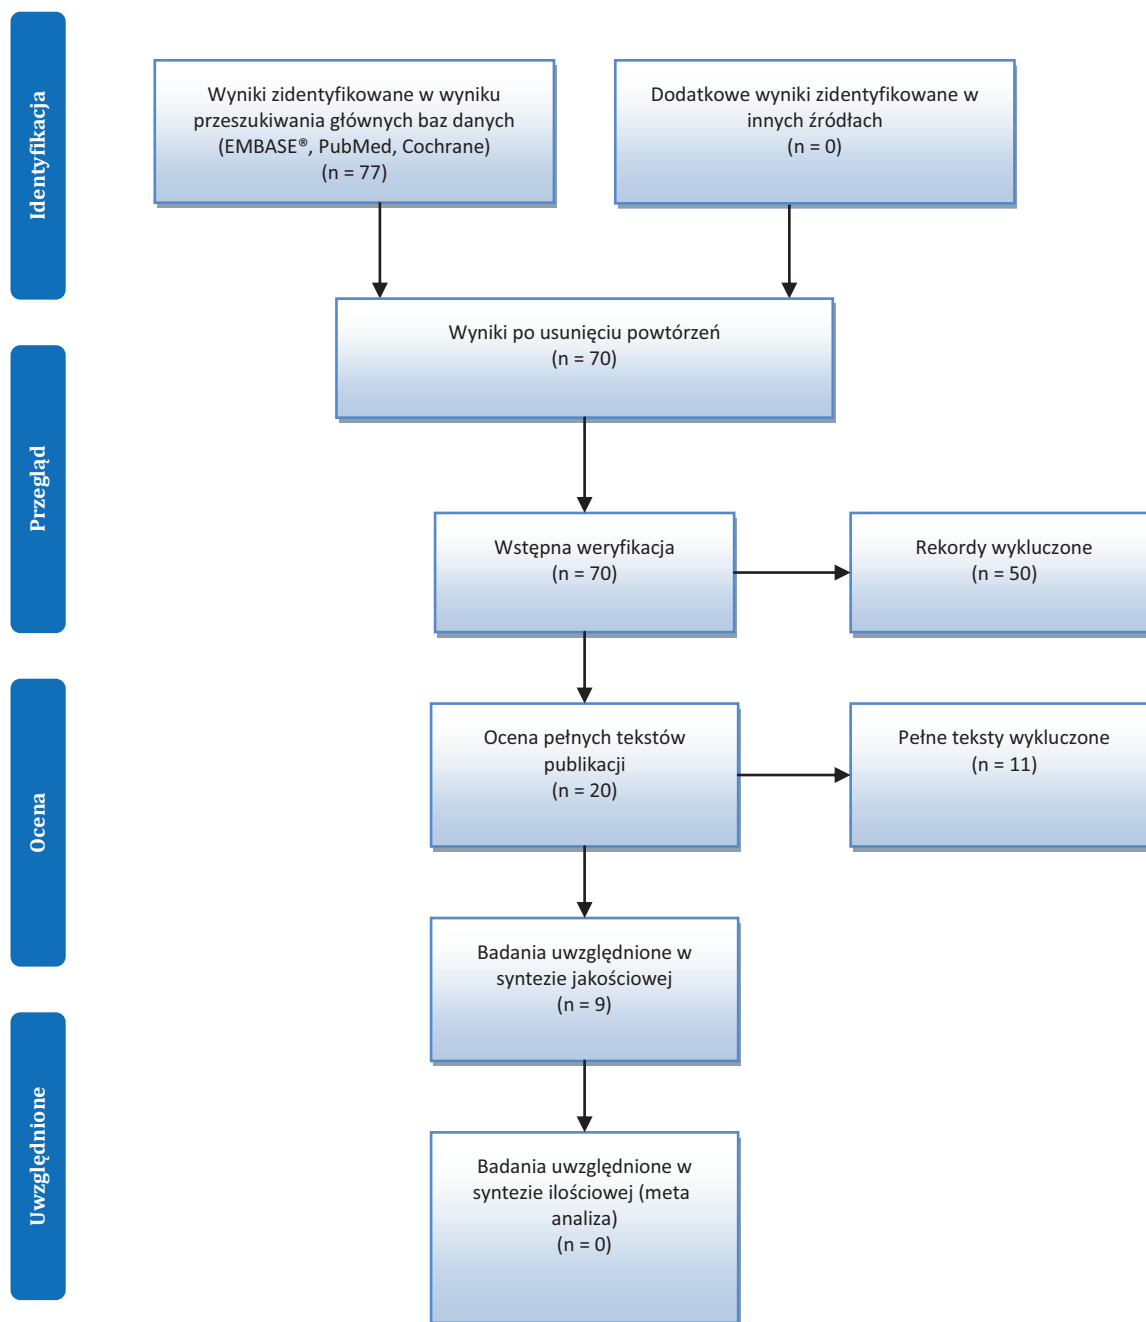 Identyfikacja
Wyniki zidentyfikowane w wyniku
przeszukiwania głównych baz danych
(EMBASE®, PubMed, Cochrane)
(n = 77)
Dodatkowe wyniki zidentyfikowane w
innych źródłach
(n = 0)
Wyniki po usunięciu powtórzeń
(n = 70)
Przegląd
Wstępna weryfikacja
(n = 70)
Rekordy wykluczone
(n = 50)
Ocena
Ocena pełnych tekstów
publikacji
(n = 20)
Pełne teksty wykluczone
(n = 11)
Badania uwzględnione w
syntezie jakościowej
(n = 9)
Uwzględnione
Badania uwzględnione w
syntezie ilościowej (meta
analiza)
(n = 0)